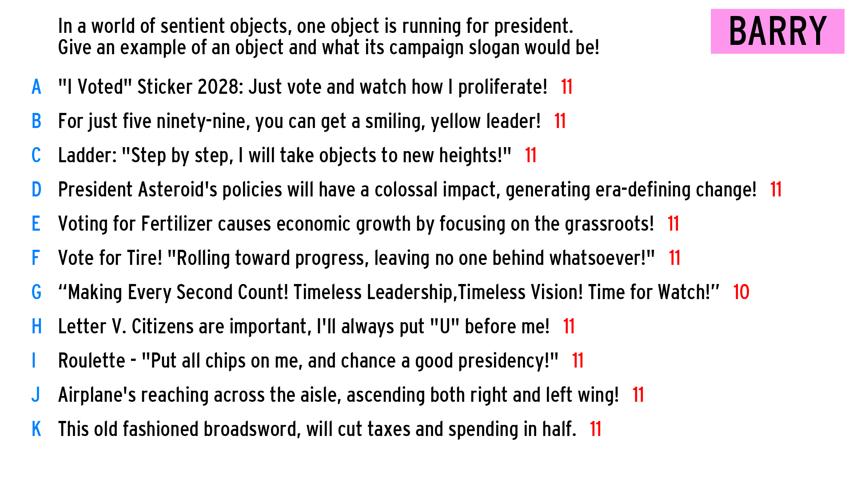 In a world of sentient objects, one object is running for president.
Give an example of an object and what its campaign slogan would be!
BARRY
A "I Voted" Sticker 2028: Just vote and watch how I proliferate! 11
B For just five ninety-nine, you can get a smiling, yellow leader! 11
C Ladder: "Step by step, I will take objects to new heights!" 11
D President Asteroid's policies will have a colossal impact, generating era-defining change! 11
E Voting for Fertilizer causes economic growth by focusing on the grassroots! 11
F Vote for Tire! "Rolling toward progress, leaving no one behind whatsoever!" 11
G “Making Every Second Count! Timeless Leadership,Timeless Vision! Time for Watch!” 10
H Letter V. Citizens are important, I'll always put "U" before me! 11
I Roulette - "Put all chips on me, and chance a good presidency!" 11
J Airplane's reaching across the aisle, ascending both right and left wing! 11
K This old fashioned broadsword, will cut taxes and spending in half. 11